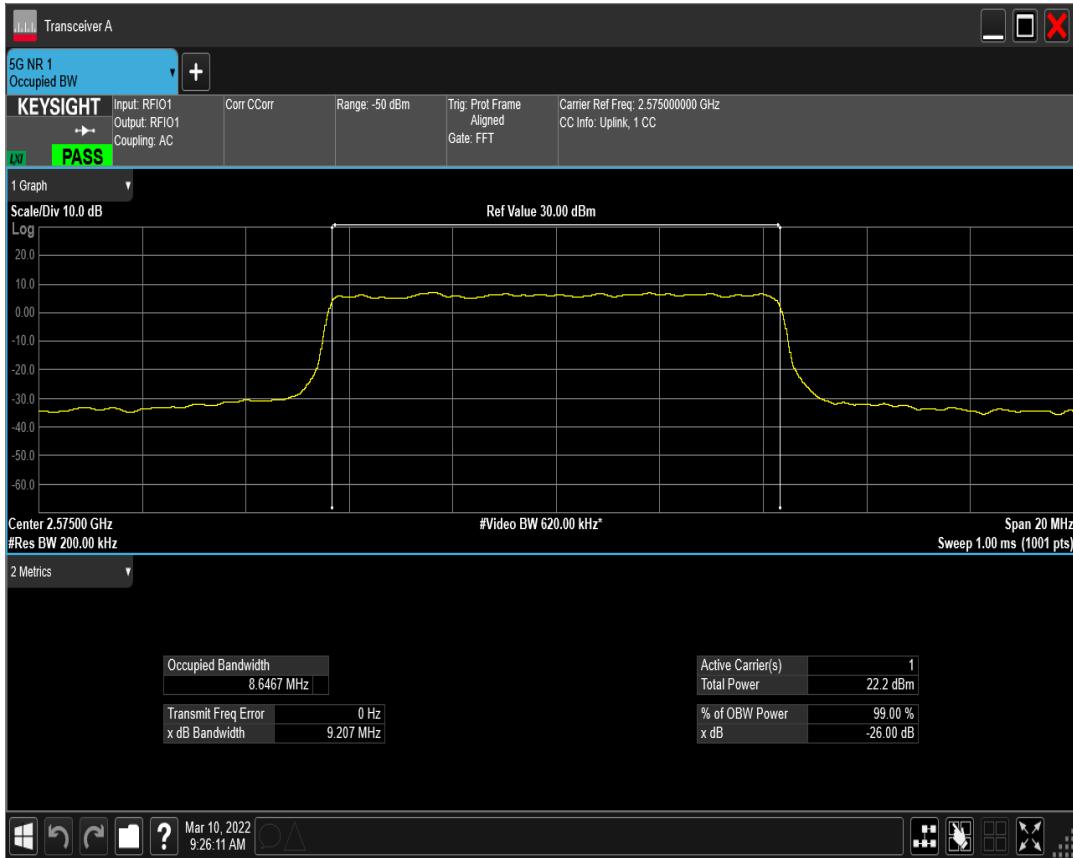 Transceiver A
5G NR 1
Occupied BW
+
KEYSIGHT
LXI
PASS
Input: RFIO1
Output: RFIO1
Coupling: AC
Corr CCorr
Range: -50 dBm
Trig: Prot Frame
Aligned
Gate: FFT
Carrier Ref Freq: 2.575000000 GHz
CC Info: Uplink, 1 CC
1 Graph
Scale/Div 10.0 dB
Ref Value 30.00 dBm
Log
20.0
10.0
0.00
-10.0
-20.0
-30.0
-40.0
-50.0
-60.0
Center 2.57500 GHz
#Video BW 620.00 kHz*
Span 20 MHz
#Res BW 200.00 kHz
Sweep 1.00 ms (1001 pts)
2 Metrics
Occupied Bandwidth
8.6467 MHz
Transmit Freq Error 0 Hz
x dB Bandwidth 9.207 MHz
Active Carrier(s) 1
Total Power 22.2 dBm
% of OBW Power 99.00 %
x dB -26.00 dB
?
Mar 10, 2022
9:26:11 AM